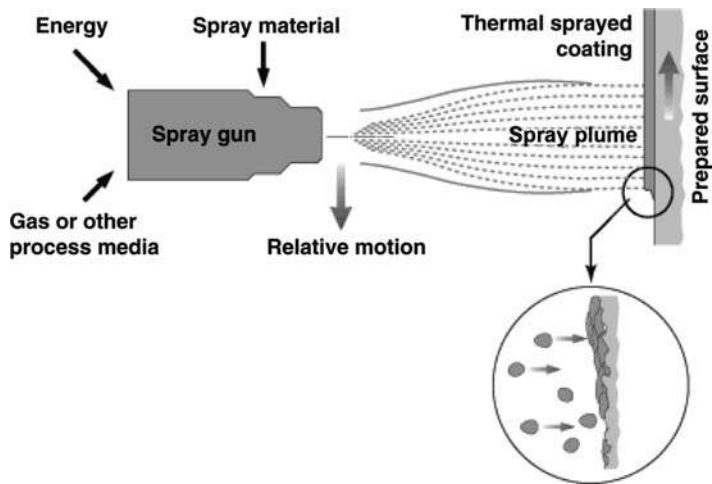 Energy
Spray material
Thermal sprayed
coating
Spray gun
Spray plume
Prepared surface
Gas or other
process media
Relative motion